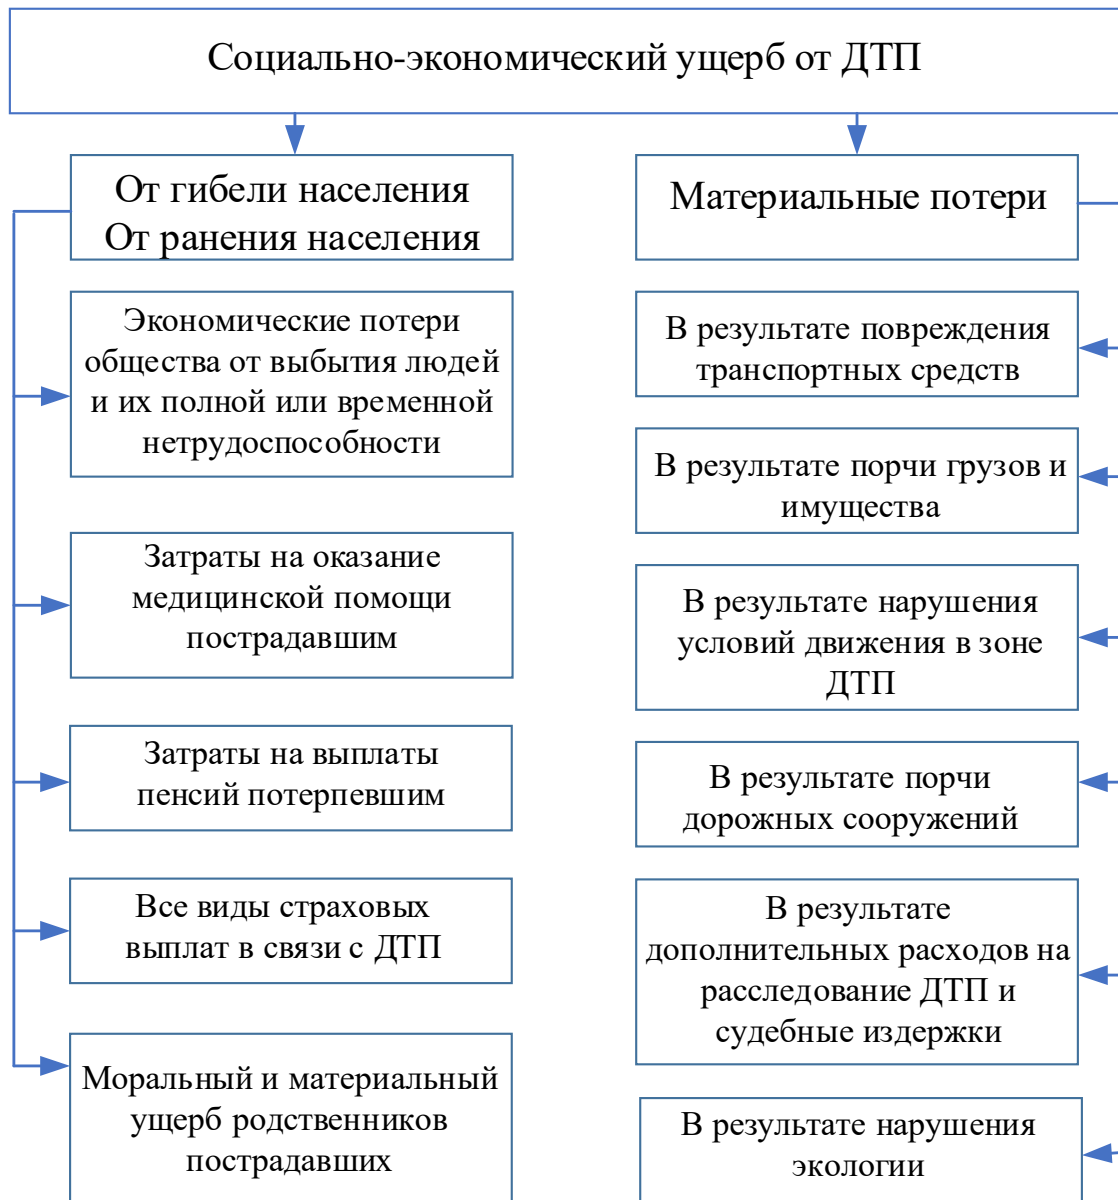 Социально-экономический ущерб от ДТП
От гибели населения
От ранения населения
Экономические потери
общества от выбытия людей
и их полной или временной
нетрудоспособности
Затраты на оказание
медицинской помощи
пострадавшим
Затраты на выплаты
пенсий потерпевшим
Все виды страховых
выплат в связи с ДТП
Моральный и материальный
ущерб родственников
пострадавших
Материальные потери
В результате повреждения
транспортных средств
В результате порчи грузов и
имущества
В результате нарушения
условий движения в зоне
ДТП
В результате порчи
дорожных сооружений
В результате
дополнительных расходов на
расследование ДТП и
судебные издержки
В результате нарушения
экологии